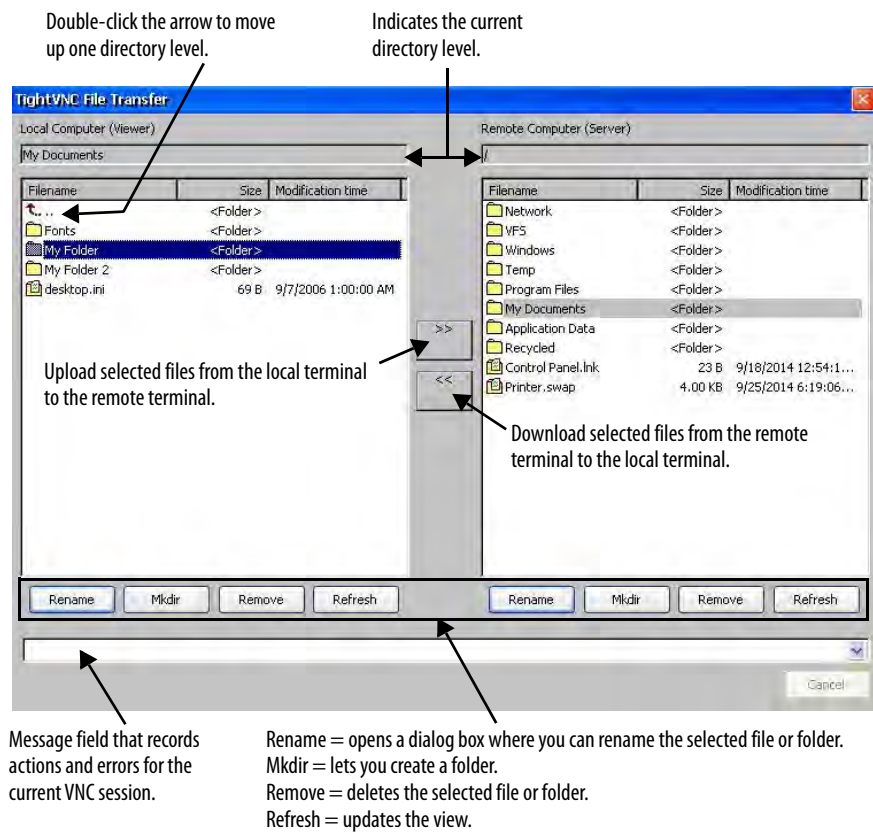 Double-click the arrow to move
up one directory level.
Indicates the current
directory level.
TightVNC File Transfer
Local Computer (Viewer)
Remote Computer (Server)
My Documents
/
Filename Size Modification time
. .
<Folder>
Fonts <Folder>
My Folder <Folder>
My Folder 2 <Folder>
desktop.ini 69 B 9/7/2006 1:00:00 AM
Filename Size Modification time
Network <Folder>
VFS <Folder>
Windows <Folder>
Temp <Folder>
Program Files <Folder>
My Documents <Folder>
Application Data <Folder>
Recycled <Folder>
Control Panel.lnk 23 B 9/18/2014 12:54:1...
Printer.swap 4.00 KB 9/25/2014 6:19:06...
>>
<<
Upload selected files from the local terminal
to the remote terminal.
Download selected files from the remote
terminal to the local terminal.
Rename Mkdir Remove Refresh
Rename Mkdir Remove Refresh
Cancel
Message field that records
actions and errors for the
current VNC session.
Rename = opens a dialog box where you can rename the selected file or folder.
Mkdir = lets you create a folder.
Remove = deletes the selected file or folder.
Refresh = updates the view.